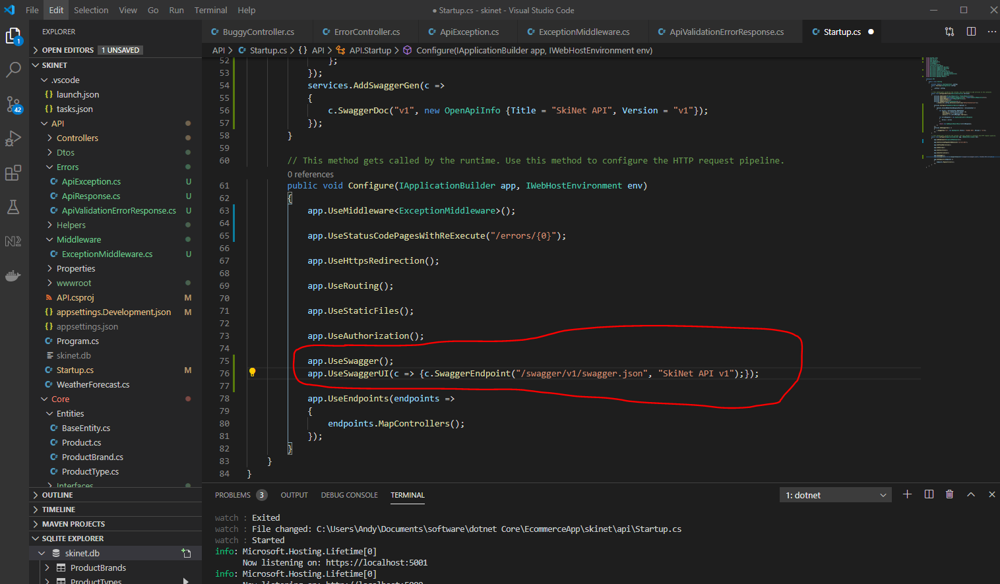 File Edit Selection View Go Run Terminal Help
● Startup.cs - skinet - Visual Studio Code
EXPLORER
OPEN EDITORS 1 UNSAVED
SKINET
.vscode
{} launch.json
{} tasks.json
API
Controllers
Dtos
Errors
C# ApiException.cs U
C# ApiResponse.cs U
C# ApiValidationErrorResponse.cs U
Helpers
Middleware
C# ExceptionMiddleware.cs U
Properties
wwwroot
API.csproj M
{} appsettings.Development.json M
{} appsettings.json
C# Program.cs
skinet.db
C# Startup.cs M
C# WeatherForecast.cs
Core
Entities
C# BaseEntity.cs
C# Product.cs
C# ProductBrand.cs
C# ProductType.cs
Interfaces
OUTLINE
TIMELINE
MAVEN PROJECTS
SQLITE EXPLORER
skinet.db
ProductBrands
ProductTypes
1
42
C# BuggyController.cs C# ErrorController.cs C# ApiException.cs C# ExceptionMiddleware.cs C# ApiValidationErrorResponse.cs C# Startup.cs ●
API > C# Startup.cs > {} API > API.Startup > Configure(IApplicationBuilder app, IWebHostEnvironment env)
52 };
53 });
54 services.AddSwaggerGen(c =>
55 {
56 c.SwaggerDoc("v1", new OpenApiInfo {Title = "SkiNet API", Version = "v1"});
57 });
58 }
59
60 // This method gets called by the runtime. Use this method to configure the HTTP request pipeline.
0 references
61 public void Configure(IApplicationBuilder app, IWebHostEnvironment env)
62 {
63 app.UseMiddleware<ExceptionMiddleware>();
64
65 app.UseStatusCodePagesWithReExecute("/errors/{0}");
66
67 app.UseHttpsRedirection();
68
69 app.UseRouting();
70
71 app.UseStaticFiles();
72
73 app.UseAuthorization();
74
75 app.UseSwagger();
76 app.UseSwaggerUI(c => {c.SwaggerEndpoint("/swagger/v1/swagger.json", "SkiNet API v1");});
77
78 app.UseEndpoints(endpoints =>
79 {
80 endpoints.MapControllers();
81 });
82 }
83 }
84 }
PROBLEMS 3 OUTPUT DEBUG CONSOLE TERMINAL 1: dotnet
watch : Exited
watch : File changed: C:\Users\Andy\Documents\software\dotnet Core\EcommerceApp\skinet\api\Startup.cs
watch : Started
info: Microsoft.Hosting.Lifetime[0]
Now listening on: https://localhost:5001
info: Microsoft.Hosting.Lifetime[0]